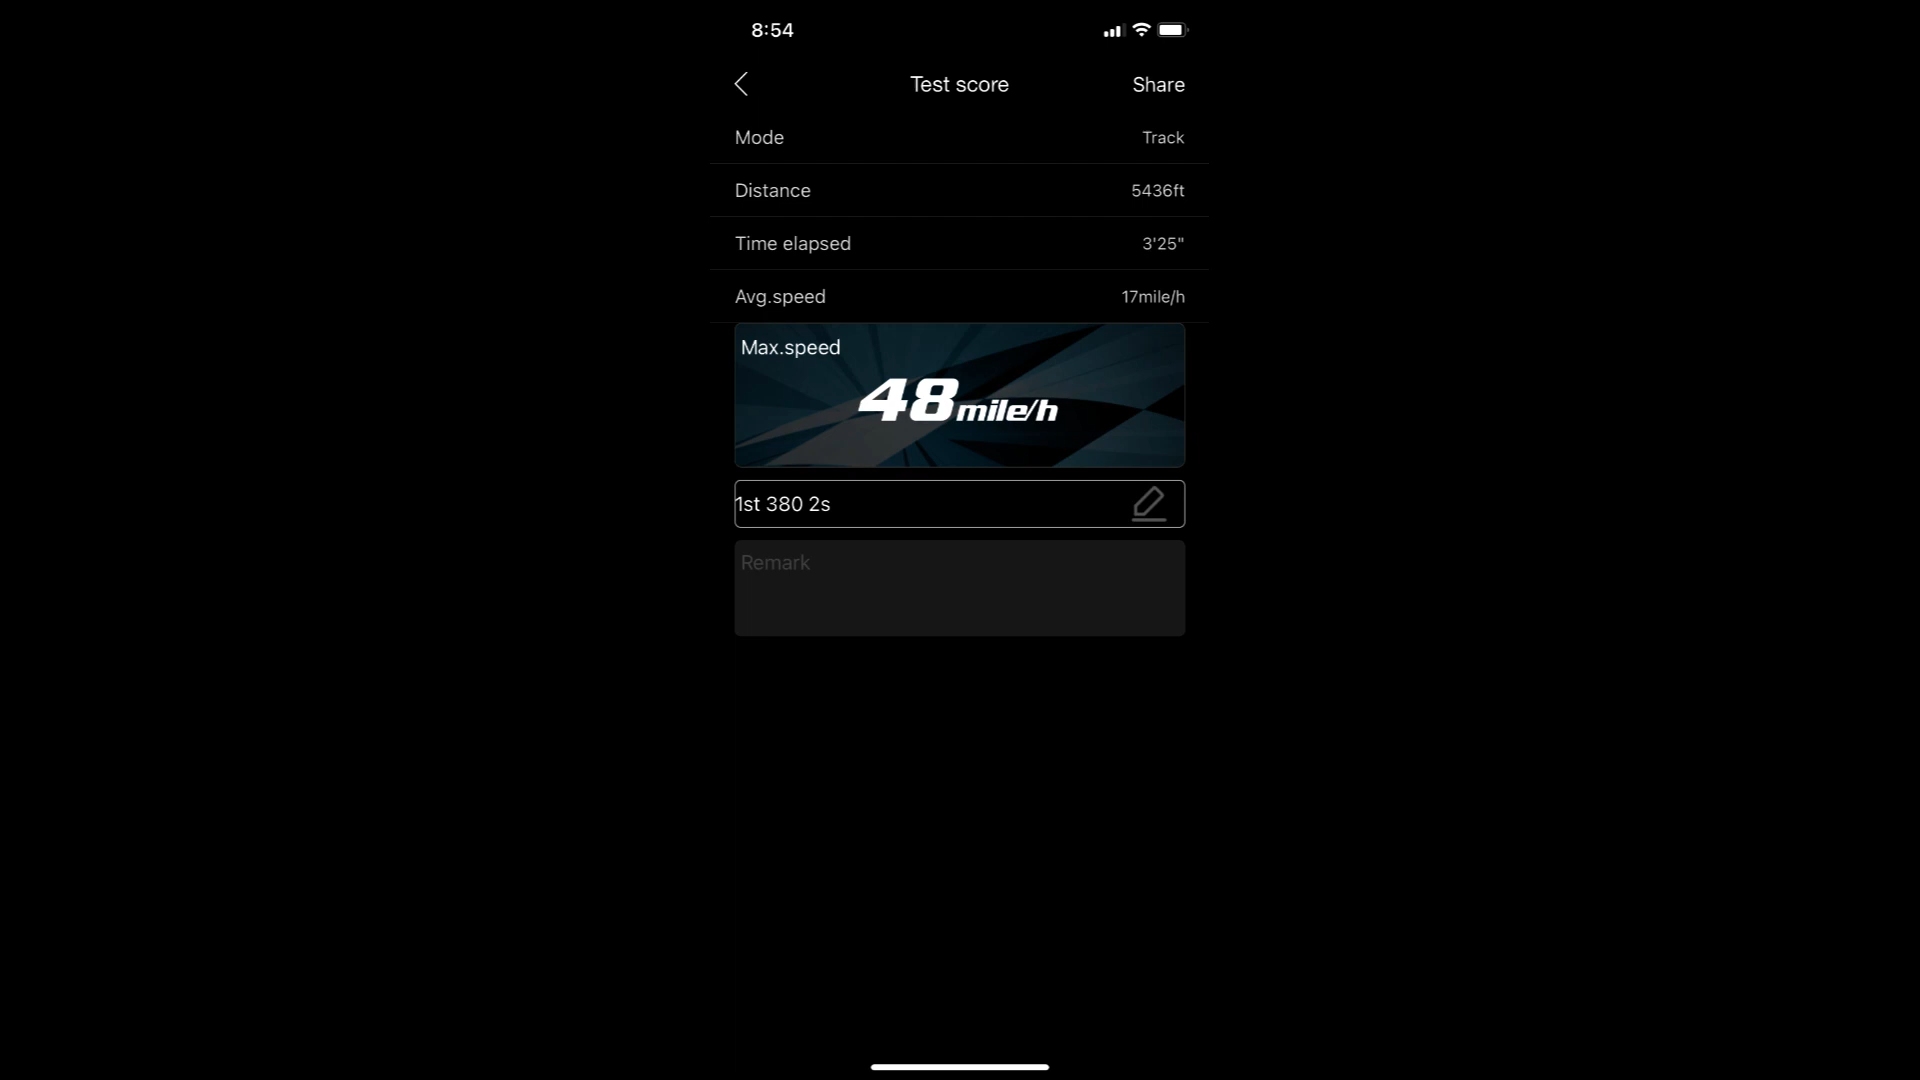 8:54
Test score
Share
Mode
Track
Distance
5436ft
Time elapsed
3'25"
Avg.speed
17mile/h
Max.speed
48mile/h
1st 380 2s
Remark